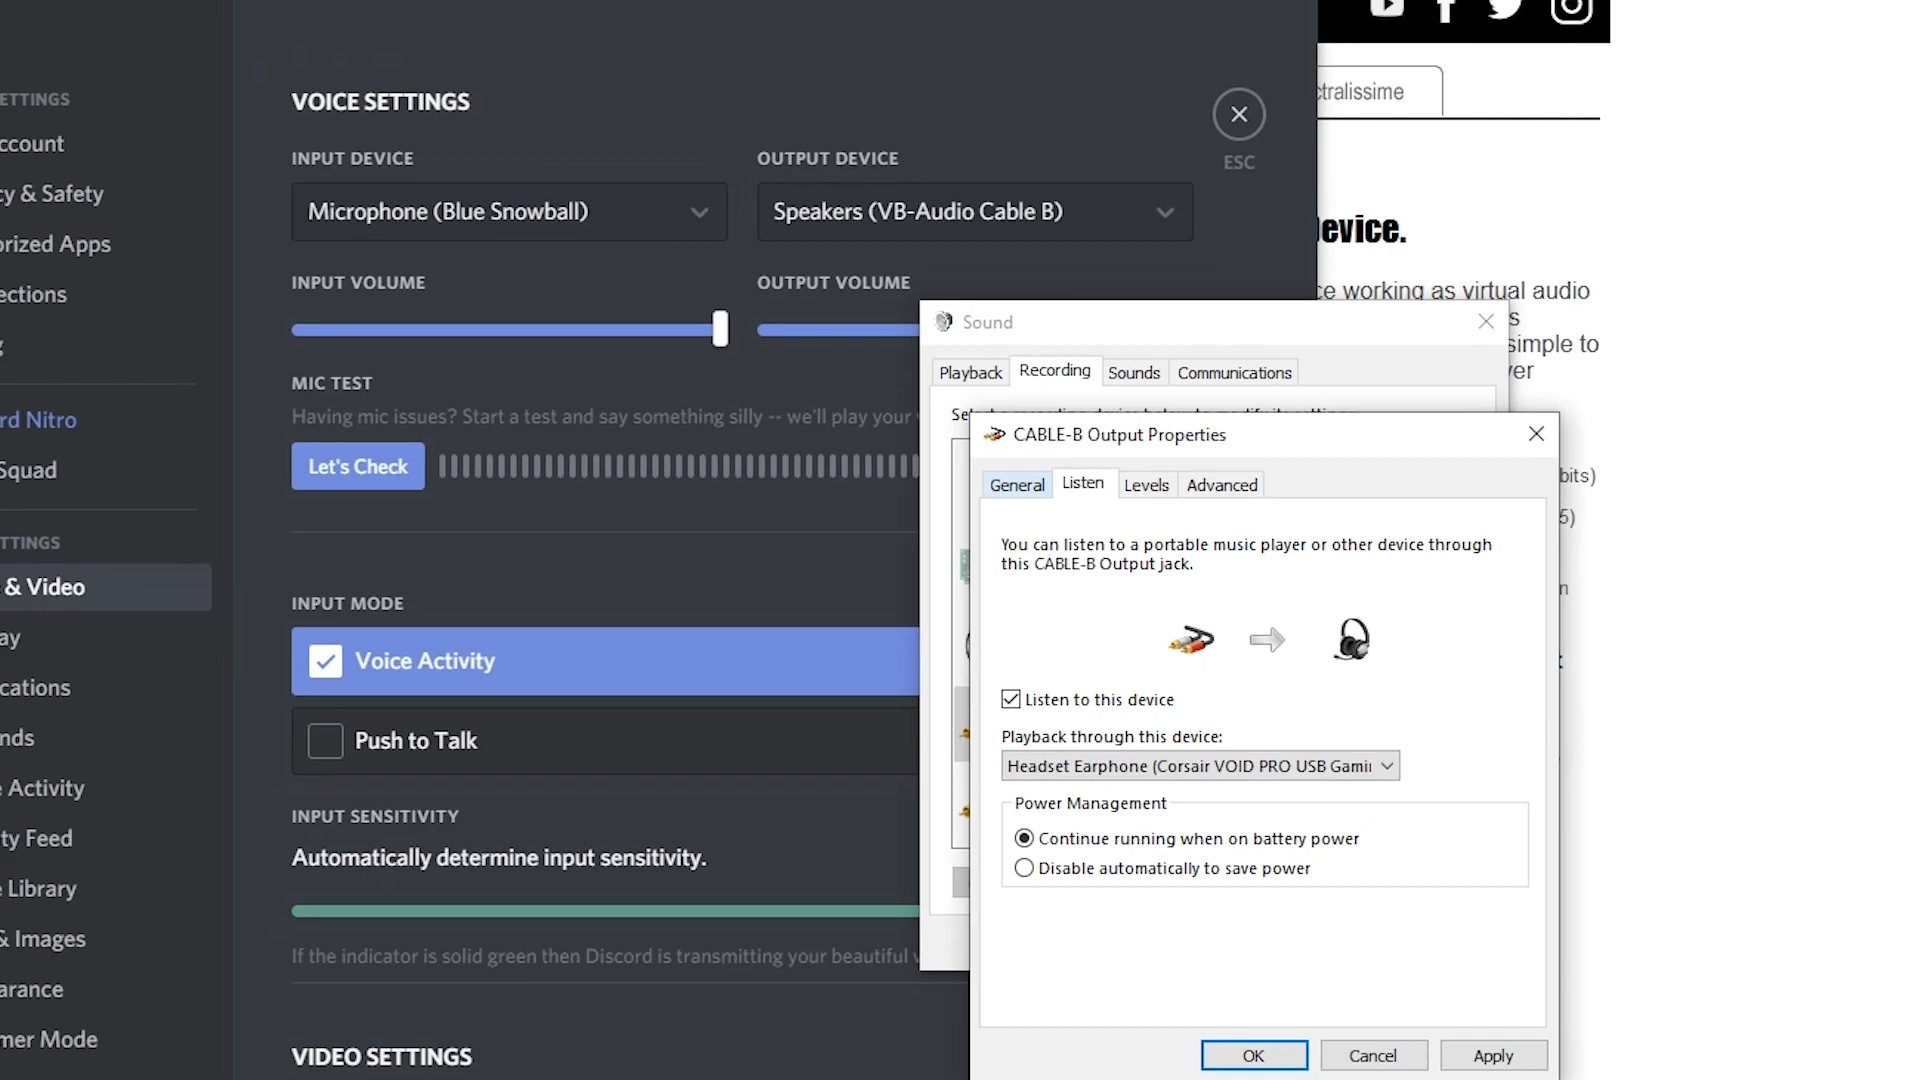 ETTINGS
ccount
cy & Safety
orized Apps
ections
g
rd Nitro
Squad
TTINGS
& Video
ay
cations
nds
e Activity
ty Feed
e Library
& Images
arance
mer Mode
VOICE SETTINGS
INPUT DEVICE
OUTPUT DEVICE
Microphone (Blue Snowball)
Speakers (VB-Audio Cable B)
ESC
INPUT VOLUME
OUTPUT VOLUME
MIC TEST
Having mic issues? Start a test and say something silly -- we'll play your
Let's Check
INPUT MODE
Voice Activity
Push to Talk
INPUT SENSITIVITY
Automatically determine input sensitivity.
If the indicator is solid green then Discord is transmitting your beautiful
VIDEO SETTINGS
ctralissime
evice.
ce working as virtual audio
s
simple to
er
bits)
5)
n
:
Sound
Playback
Recording
Sounds
Communications
CABLE-B Output Properties
General
Listen
Levels
Advanced
You can listen to a portable music player or other device through
this CABLE-B Output jack.
Listen to this device
Playback through this device:
Headset Earphone (Corsair VOID PRO USB Gami
Power Management
Continue running when on battery power
Disable automatically to save power
OK
Cancel
Apply